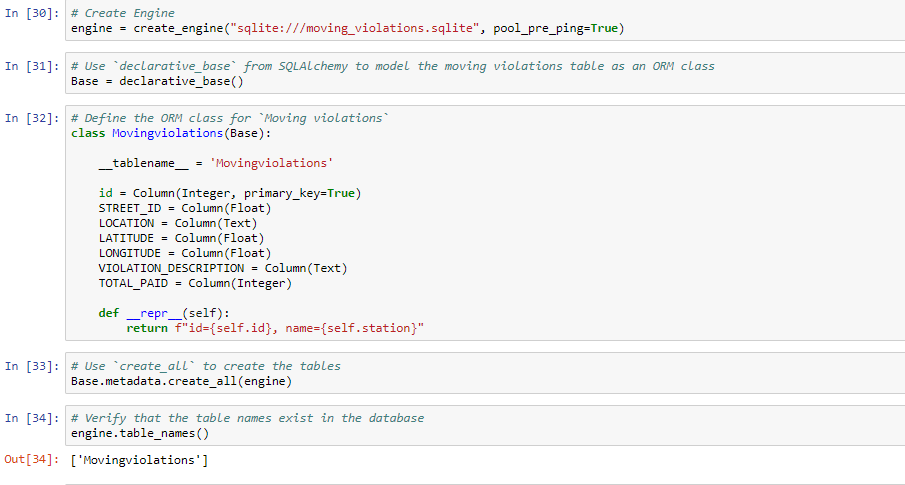 In [30]: # Create Engine
engine = create_engine("sqlite:///moving_violations.sqlite", pool_pre_ping=True)
In [31]: # Use `declarative_base` from SQLAlchemy to model the moving violations table as an ORM class
Base = declarative_base()
In [32]: # Define the ORM class for `Moving violations`
class Movingviolations(Base):
__tablename__ = 'Movingviolations'
id = Column(Integer, primary_key=True)
STREET_ID = Column(Float)
LOCATION = Column(Text)
LATITUDE = Column(Float)
LONGITUDE = Column(Float)
VIOLATION_DESCRIPTION = Column(Text)
TOTAL_PAID = Column(Integer)
def __repr__(self):
return f"id={self.id}, name={self.station}"
In [33]: # Use `create_all` to create the tables
Base.metadata.create_all(engine)
In [34]: # Verify that the table names exist in the database
engine.table_names()
Out[34]: ['Movingviolations']